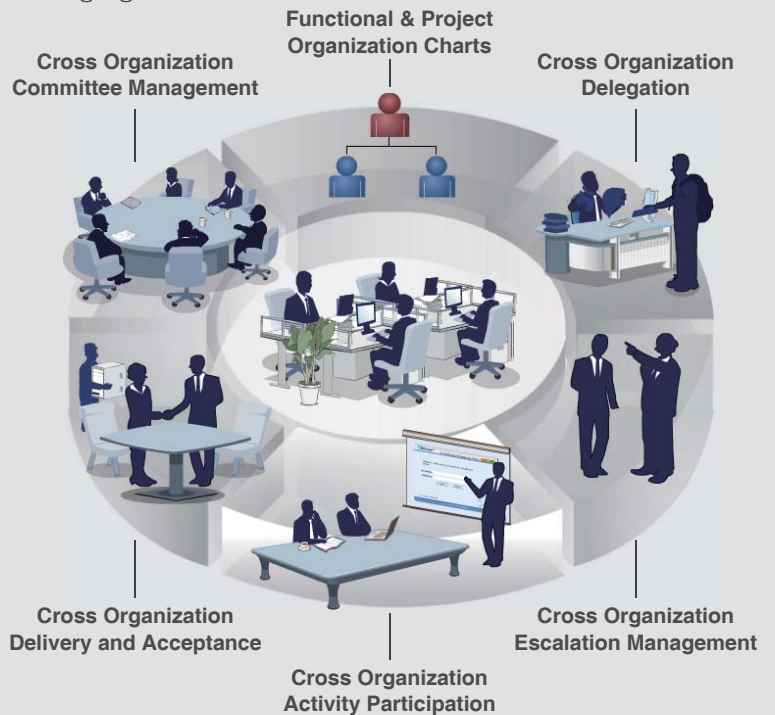 Functional & Project
Organization Charts
Cross Organization
Committee Management
Cross Organization
Delegation
Cross Organization
Delivery and Acceptance
Cross Organization
Escalation Management
Cross Organization
Activity Participation